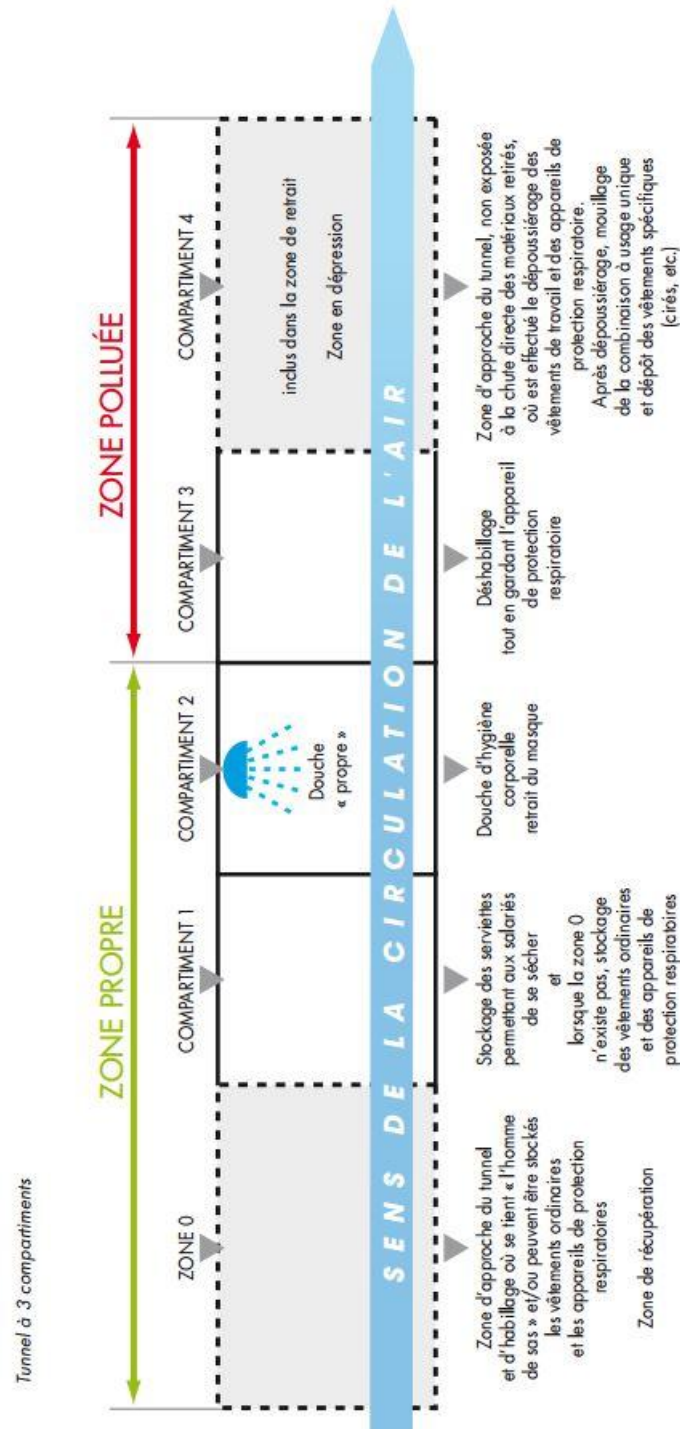 Tunnel à 3 compartiments
ZONE PROPRE
ZONE POLLUÉE
ZONE 0
COMPARTIMENT 1
COMPARTIMENT 2
COMPARTIMENT 3
COMPARTIMENT 4
Douche
« propre »
inclus dans la zone de retrait
Zone en dépression
SENS DE LA CIRCULATION DE L'AIR
Zone d'approche du tunnel
et d'habillage où se tient « l'homme
de sas » et/ou peuvent être stockés
les vêtements ordinaires
et les appareils de protection
respiratoires
Zone de récupération
Stockage des serviettes
permettant aux salariés
de se sécher
et
lorsque la zone 0
n'existe pas, stockage
des vêtements ordinaires
et des appareils de
protection respiratoires
Douche d'hygiène
corporelle
retrait du masque
Déshabillage
tout en gardant l'appareil
de protection
respiratoire
Zone d'approche du tunnel, non exposée
à la chute directe des matériaux retirés,
où est effectué le dépoussiérage des
vêtements de travail et des appareils de
protection respiratoire.
Après dépoussiérage, mouillage
de la combinaison à usage unique
et dépôt des vêtements spécifiques
(cirés, etc.)